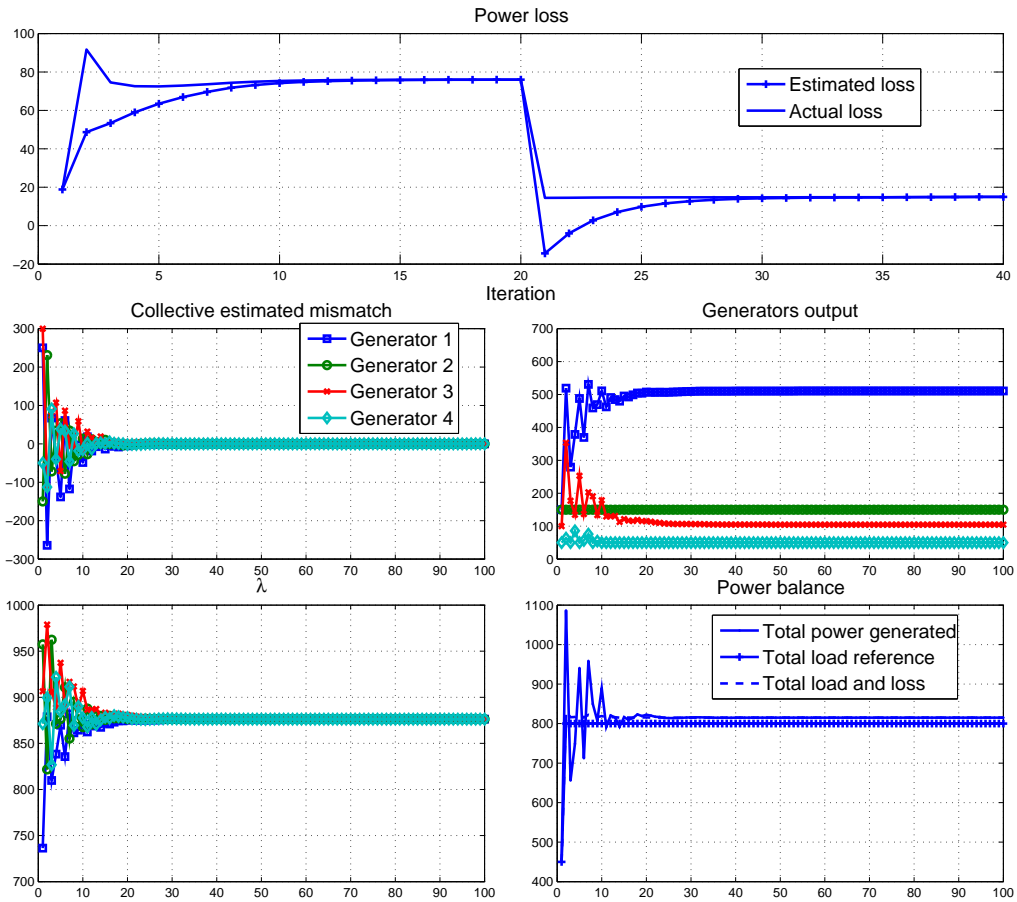 Power loss
100
80
60
40
20
0
−20
0 5 10 15 20 25 30 35 40
Estimated loss
Actual loss
Iteration
Collective estimated mismatch
300
200
100
0
−100
−200
−300
0 10 20 30 40 50 60 70 80 90 100
Generator 1
Generator 2
Generator 3
Generator 4
Generators output
700
600
500
400
300
200
100
0
0 10 20 30 40 50 60 70 80 90 100
λ
1000
950
900
850
800
750
700
0 10 20 30 40 50 60 70 80 90 100
Power balance
1100
1000
900
800
700
600
500
400
0 10 20 30 40 50 60 70 80 90 100
Total power generated
Total load reference
Total load and loss